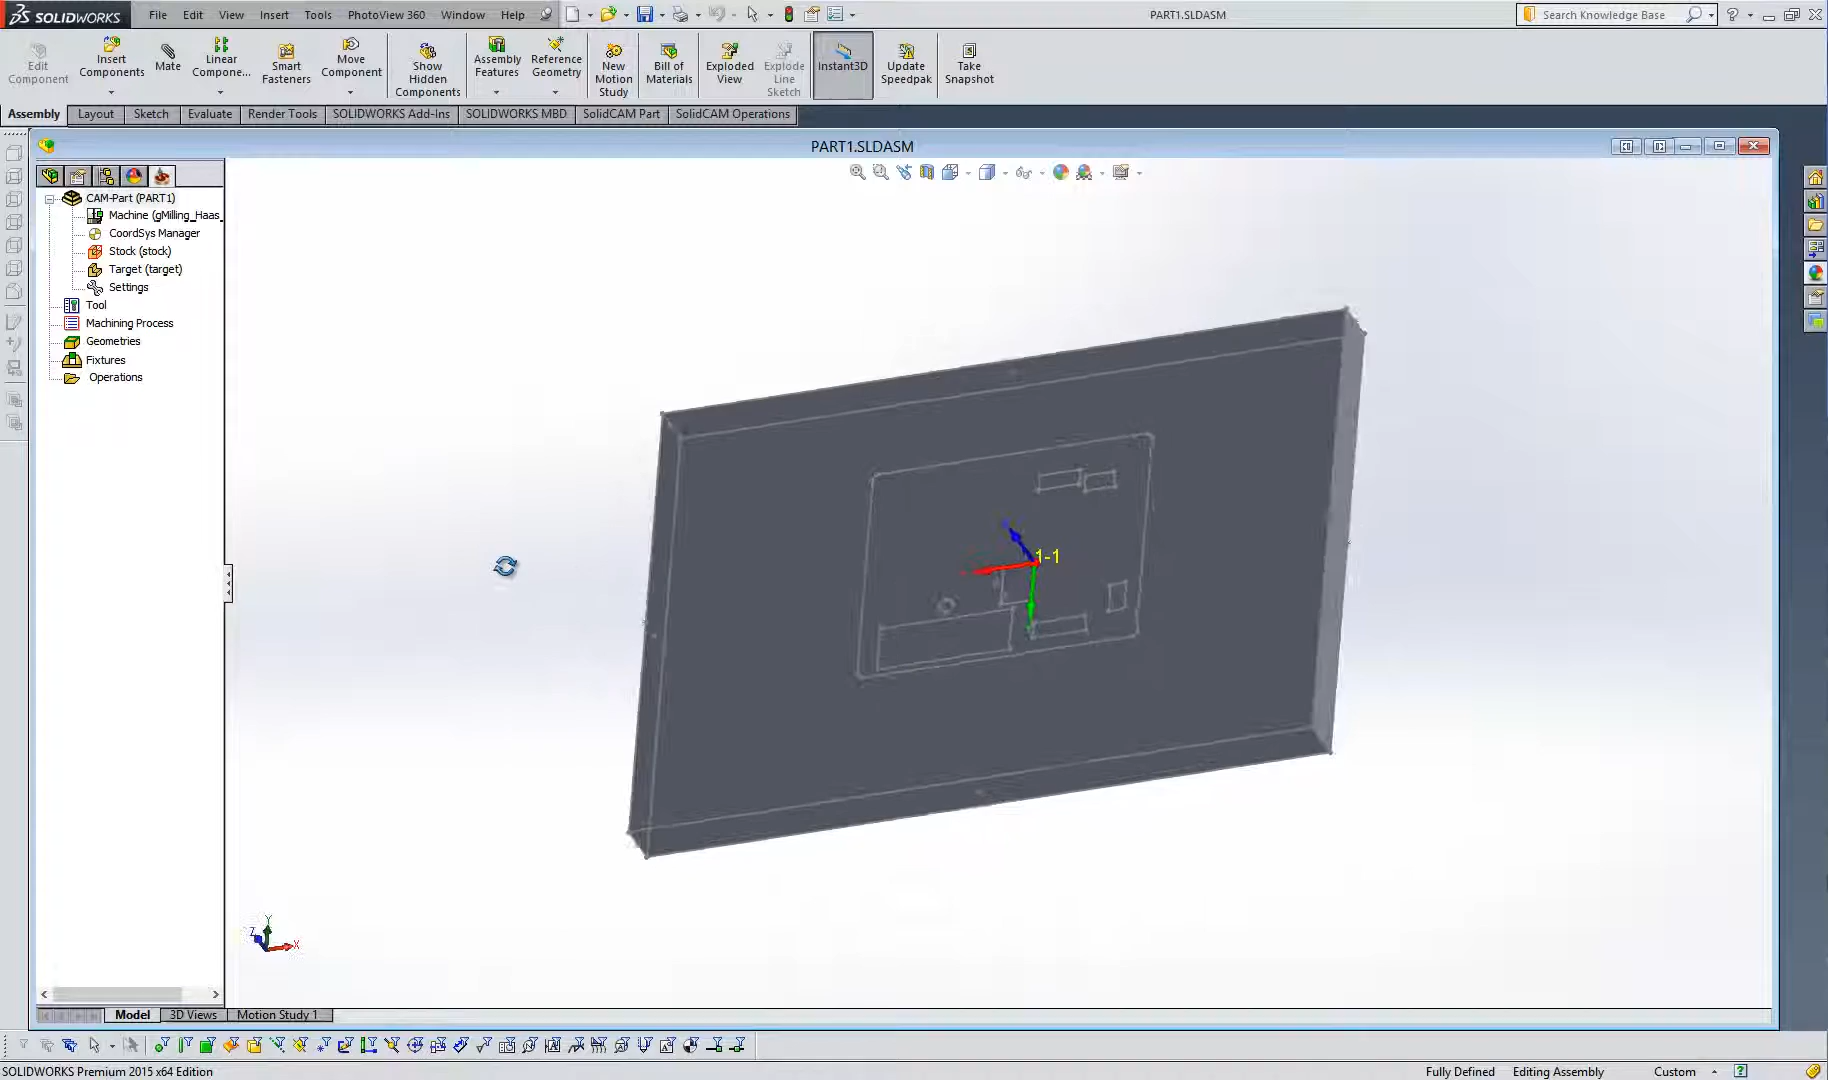 SOLIDWORKS File Edit View Insert Tools PhotoView 360 Window Help PART1.SLDASM Search Knowledge Base
Edit Component
Insert Components
Mate
Linear Compone...
Smart Fasteners
Move Component
Show Hidden Components
Assembly Features
Reference Geometry
New Motion Study
Bill of Materials
Exploded View
Explode Line Sketch
Instant3D
Update Speedpak
Take Snapshot
Assembly Layout Sketch Evaluate Render Tools SOLIDWORKS Add-Ins SOLIDWORKS MBD SolidCAM Part SolidCAM Operations
PART1.SLDASM
CAM-Part (PART1)
Machine (gMilling_Haas_
CoordSys Manager
Stock (stock)
Target (target)
Settings
Tool
Machining Process
Geometries
Fixtures
Operations
1-1
Y
Z
X
Model 3D Views Motion Study 1
SOLIDWORKS Premium 2015 x64 Edition Fully Defined Editing Assembly Custom